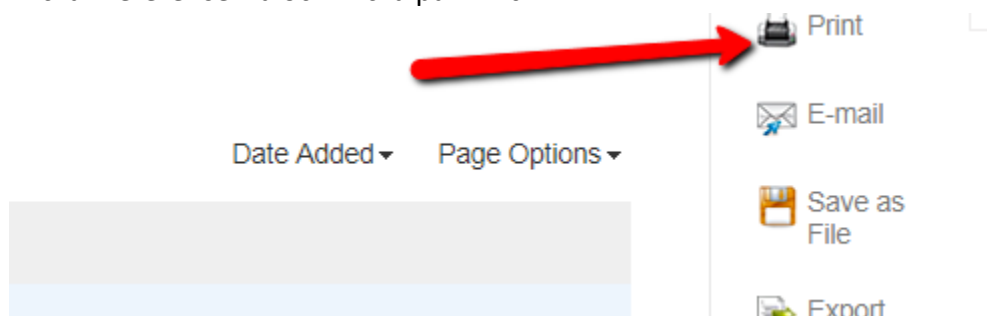 Print
E-mail
Date Added
Page Options
Save as
File
Export